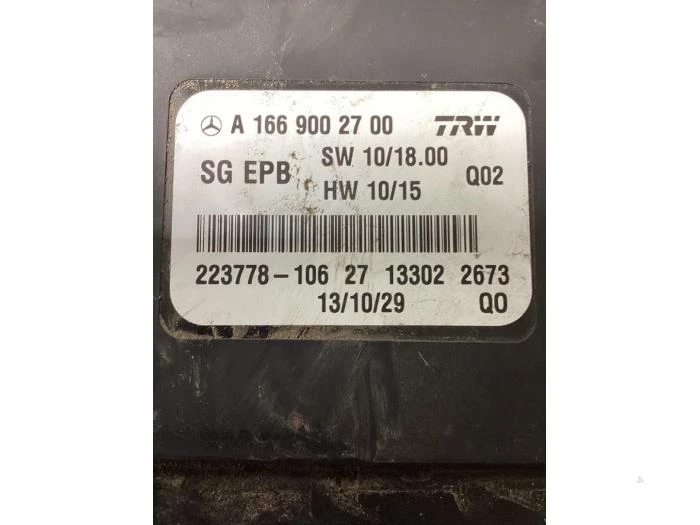 A 166 900 27 00 TRW
SW 10/18.00
SG EPB Q02
HW 10/15
223778-106 27 13302 2673
13/10/29 QO